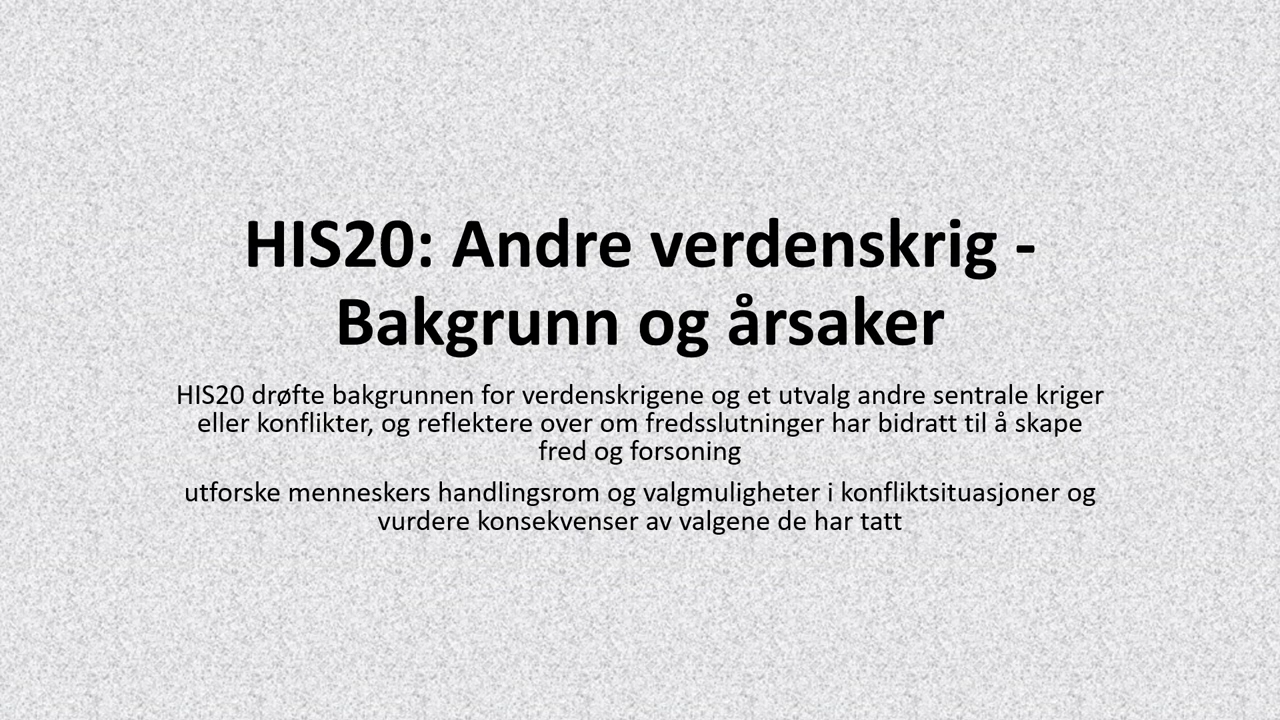 HIS20: Andre verdenskrig -
Bakgrunn og årsaker
HIS20 drøfte bakgrunnen for verdenskrigene og et utvalg andre sentrale kriger
eller konflikter, og reflektere over om fredsslutninger har bidratt til å skape
fred og forsoning
utforske menneskers handlingsrom og valgmuligheter i konfliktsituasjoner og
vurdere konsekvenser av valgene de har tatt